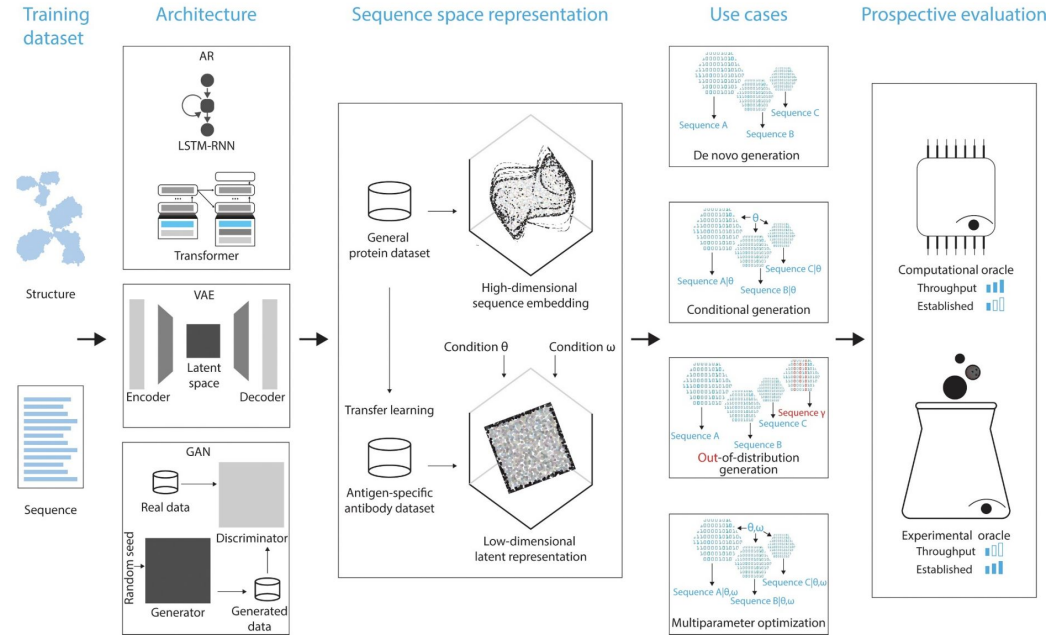 Training
dataset
Architecture
Sequence space representation
Use cases
Prospective evaluation
Structure
Sequence
AR
LSTM-RNN
...
...
Transformer
VAE
Latent
space
Encoder
Decoder
GAN
Real data
Discriminator
Random seed
Generator
Generated
data
General
protein dataset
High-dimensional
sequence embedding
Condition θ
Condition ω
Transfer learning
Antigen-specific
antibody dataset
Low-dimensional
latent representation
Sequence A
Sequence B
Sequence C
De novo generation
θ
Sequence A|θ
Sequence B|θ
Sequence C|θ
Conditional generation
Sequence A
Sequence B
Sequence C
Sequence γ
Out-of-distribution
generation
θ,ω
Sequence A|θ,ω
Sequence B|θ,ω
Sequence C|θ,ω
Multiparameter optimization
Computational oracle
Throughput
Established
Experimental oracle
Throughput
Established